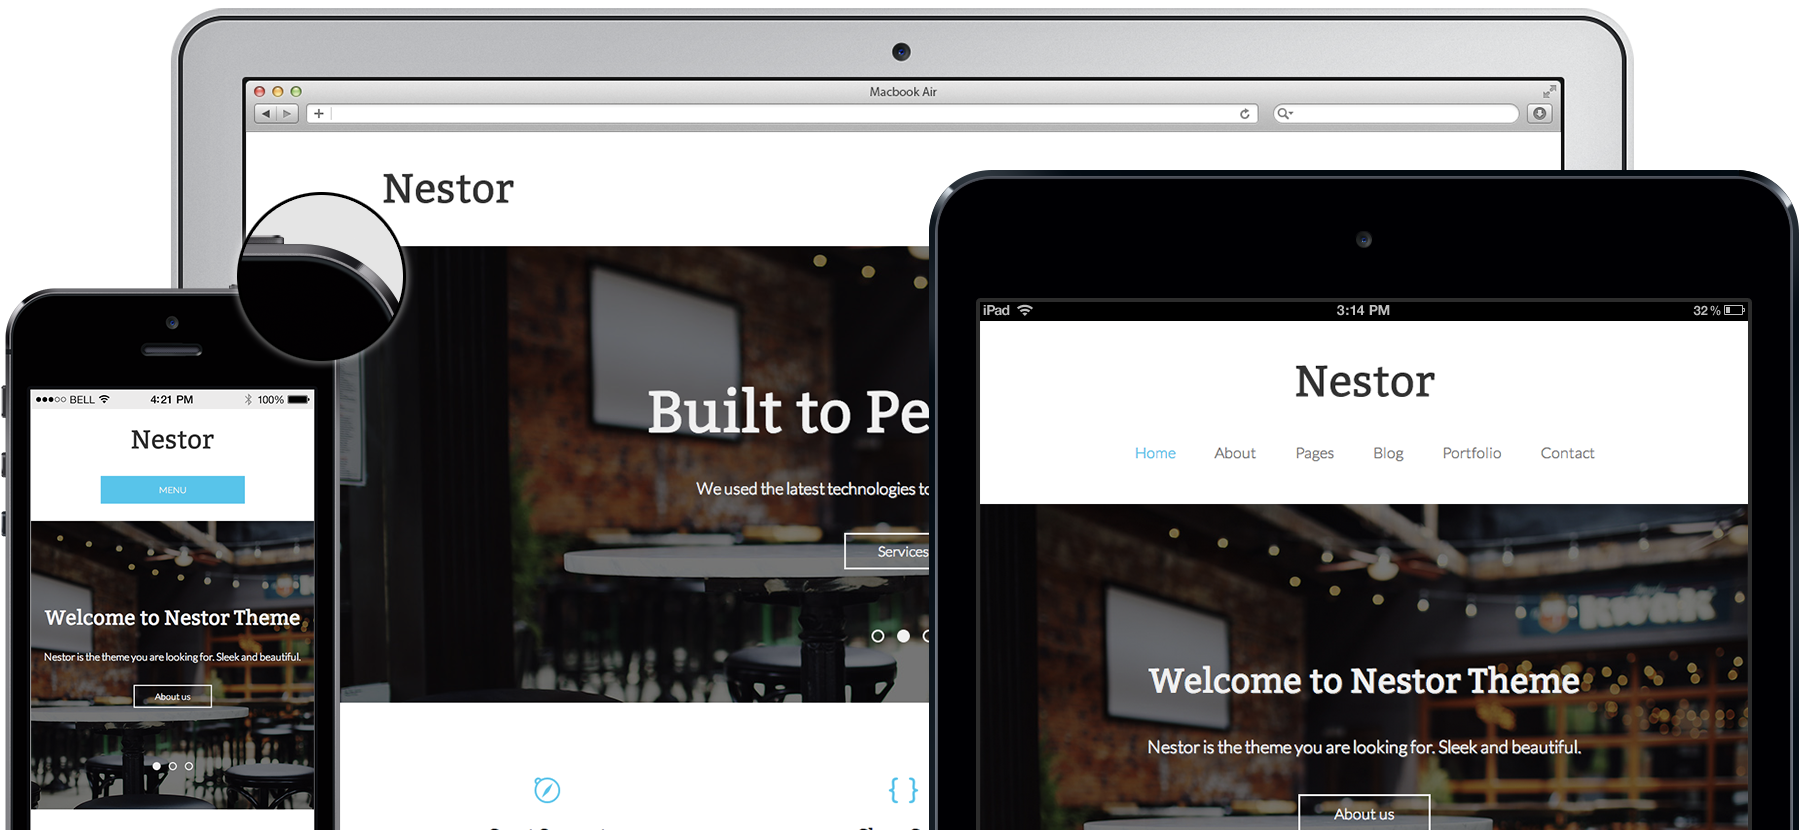 Macbook Air
Nestor
Built to Pe
We used the latest technologies to
Services
BELL
4:21 PM
100%
Nestor
MENU
Welcome to Nestor Theme
Nestor is the theme you are looking for. Sleek and beautiful.
About us
iPad
3:14 PM
32 %
Nestor
Home About Pages Blog Portfolio Contact
kwak
Welcome to Nestor Theme
Nestor is the theme you are looking for. Sleek and beautiful.
About us